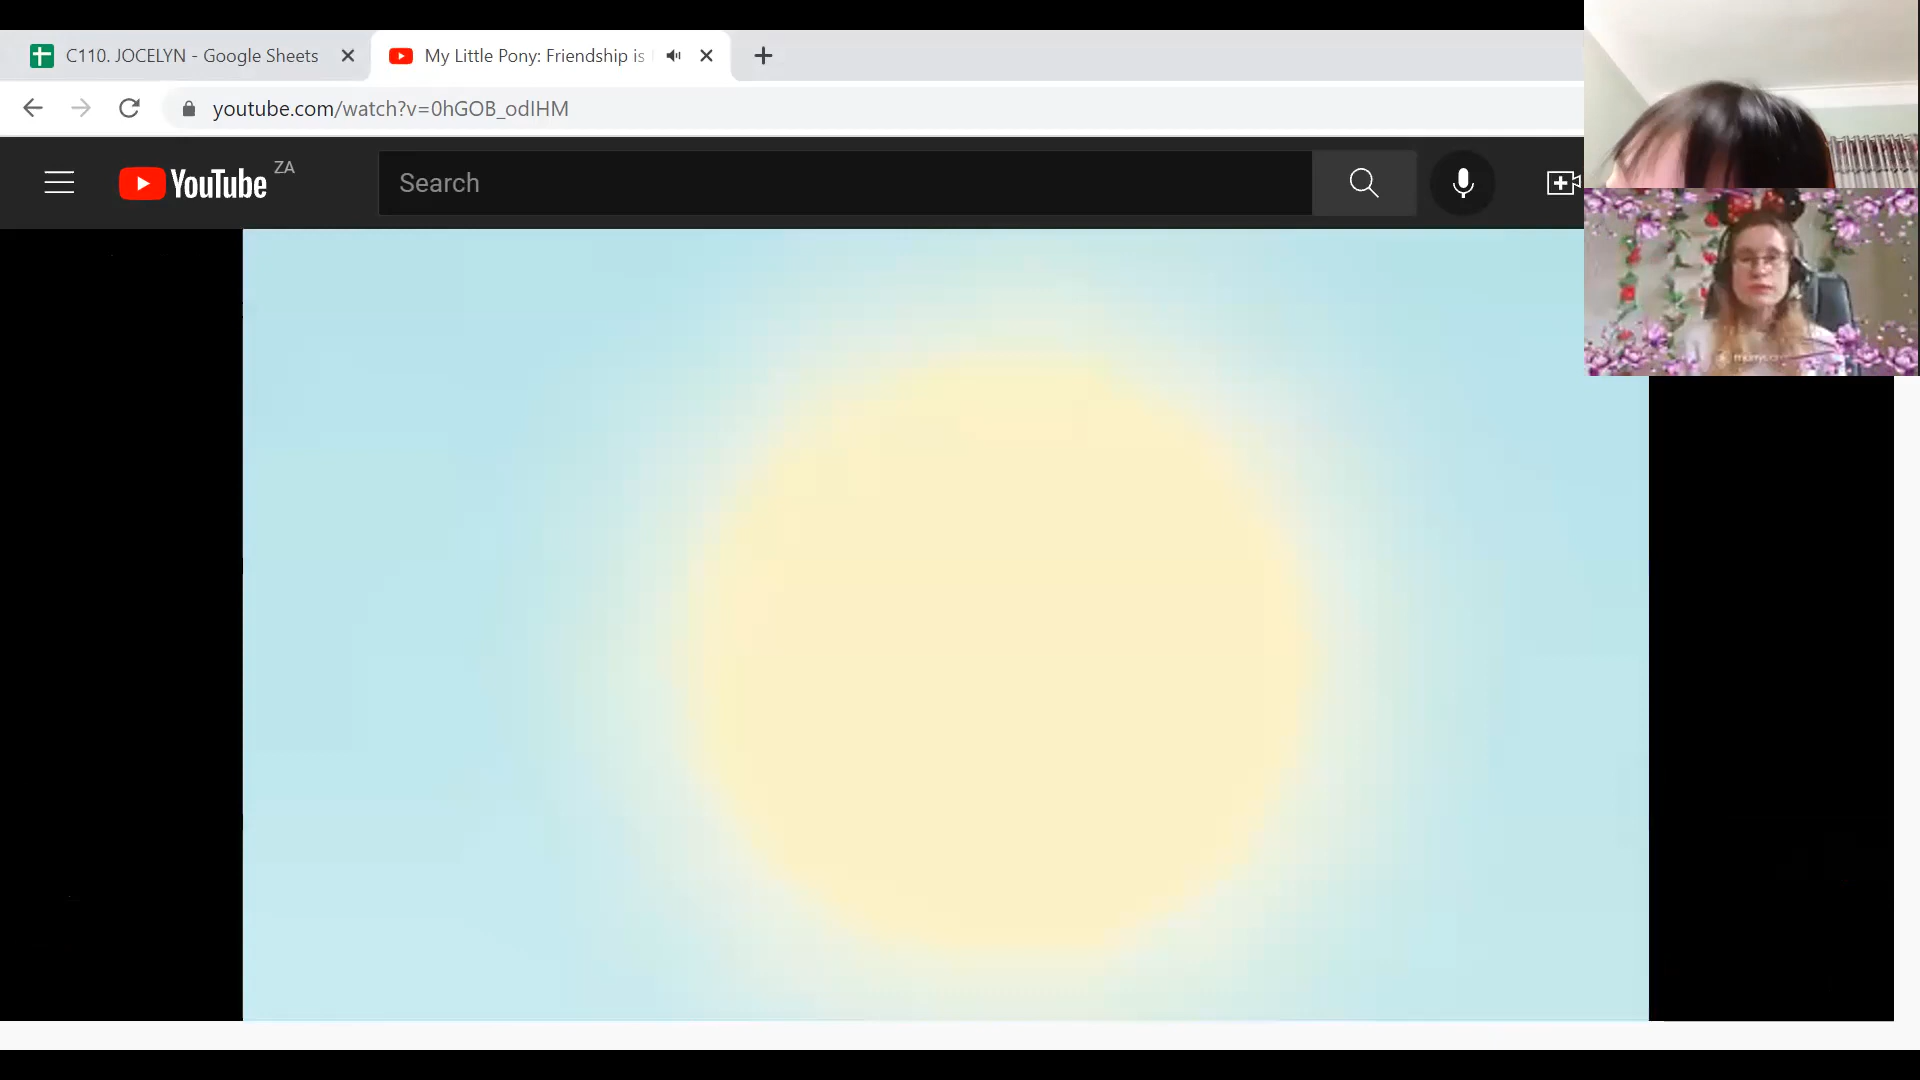 C110. JOCELYN - Google Sheets
My Little Pony: Friendship is
youtube.com/watch?v=0hGOB_odIHM
YouTube ZA
Search